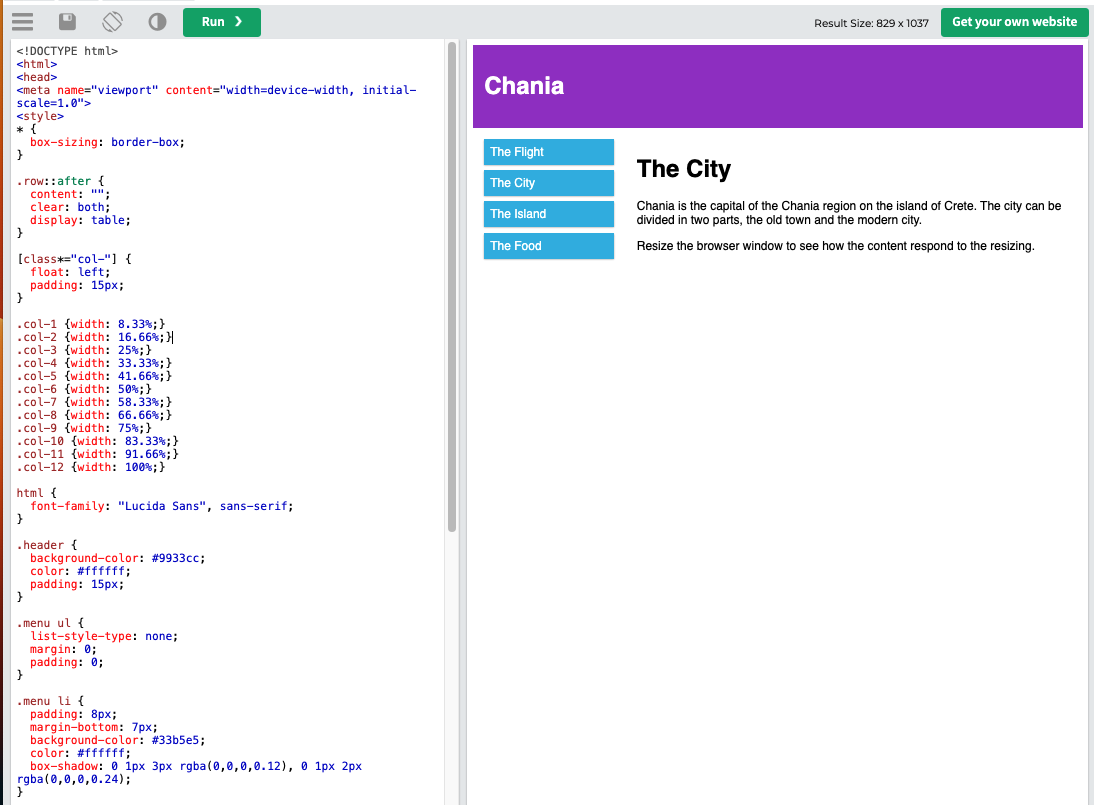 Run ❯
Result Size: 829 x 1037
Get your own website
<!DOCTYPE html>
<html>
<head>
<meta name="viewport" content="width=device-width, initial-
scale=1.0">
<style>
* {
  box-sizing: border-box;
}

.row::after {
  content: "";
  clear: both;
  display: table;
}

[class*="col-"] {
  float: left;
  padding: 15px;
}

.col-1 {width: 8.33%;}
.col-2 {width: 16.66%;}
.col-3 {width: 25%;}
.col-4 {width: 33.33%;}
.col-5 {width: 41.66%;}
.col-6 {width: 50%;}
.col-7 {width: 58.33%;}
.col-8 {width: 66.66%;}
.col-9 {width: 75%;}
.col-10 {width: 83.33%;}
.col-11 {width: 91.66%;}
.col-12 {width: 100%;}

html {
  font-family: "Lucida Sans", sans-serif;
}

.header {
  background-color: #9933cc;
  color: #ffffff;
  padding: 15px;
}

.menu ul {
  list-style-type: none;
  margin: 0;
  padding: 0;
}

.menu li {
  padding: 8px;
  margin-bottom: 7px;
  background-color: #33b5e5;
  color: #ffffff;
  box-shadow: 0 1px 3px rgba(0,0,0,0.12), 0 1px 2px
rgba(0,0,0,0.24);
}
Chania
The Flight
The City
The Island
The Food
The City
Chania is the capital of the Chania region on the island of Crete. The city can be
divided in two parts, the old town and the modern city.
Resize the browser window to see how the content respond to the resizing.